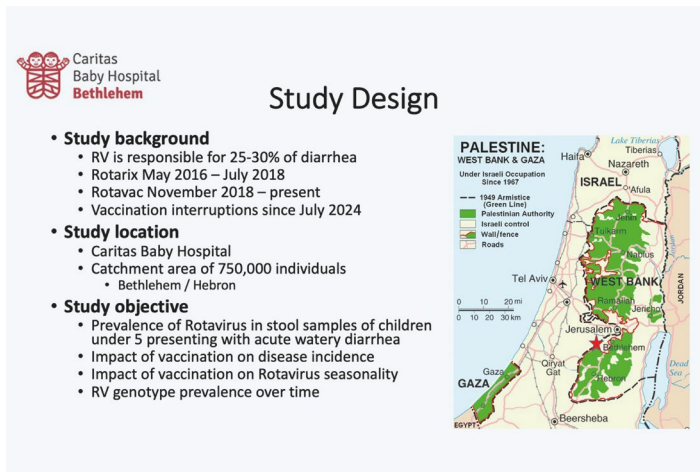 Caritas
Baby Hospital
Bethlehem
Study Design
• Study background
• RV is responsible for 25-30% of diarrhea
• Rotarix May 2016 – July 2018
• Rotavac November 2018 – present
• Vaccination interruptions since July 2024
• Study location
• Caritas Baby Hospital
• Catchment area of 750,000 individuals
• Bethlehem / Hebron
• Study objective
• Prevalence of Rotavirus in stool samples of children
under 5 presenting with acute watery diarrhea
• Impact of vaccination on disease incidence
• Impact of vaccination on Rotavirus seasonality
• RV genotype prevalence over time
PALESTINE:
WEST BANK & GAZA
Under Israeli Occupation
Since 1967
1949 Armistice
(Green Line)
Palestinian Authority
Israeli control
Wall/fence
Roads
Lake Tiberias
Tiberias
Haifa
Nazareth
ISRAEL
Afula
Jenin
Tulkarm
Nablus
Tel Aviv
WEST BANK
JORDAN
0 10 20 mi
0 10 20 30 km
Ramallah
Jericho
Jerusalem
Bethlehem
Qiryat
Gat
Hebron
Dead
Sea
Gaza
GAZA
Beersheba
EGYPT